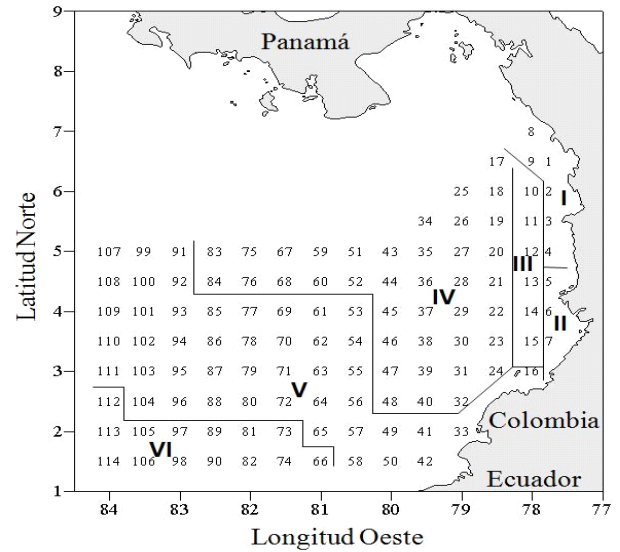 9
Panamá
8
7
8
17 9 1
6
25 18 10 2 I
34 26 19 11 3
5
107 99 91 83 75 67 59 51 43 35 27 20 12 4
III
108 100 92 84 76 68 60 52 44 36 28 21 13 5
IV
4
109 101 93 85 77 69 61 53 45 37 29 22 14 6
II
110 102 94 86 78 70 62 54 46 38 30 23 15 7
3
111 103 95 87 79 71 63 55 47 39 31 24 16
V
112 104 96 88 80 72 64 56 48 40 32
Colombia
2
113 105 97 89 81 73 65 57 49 41 33
VI
114 106 98 90 82 74 66 58 50 42
Ecuador
1
84 83 82 81 80 79 78 77
Longitud Oeste
Latitud Norte